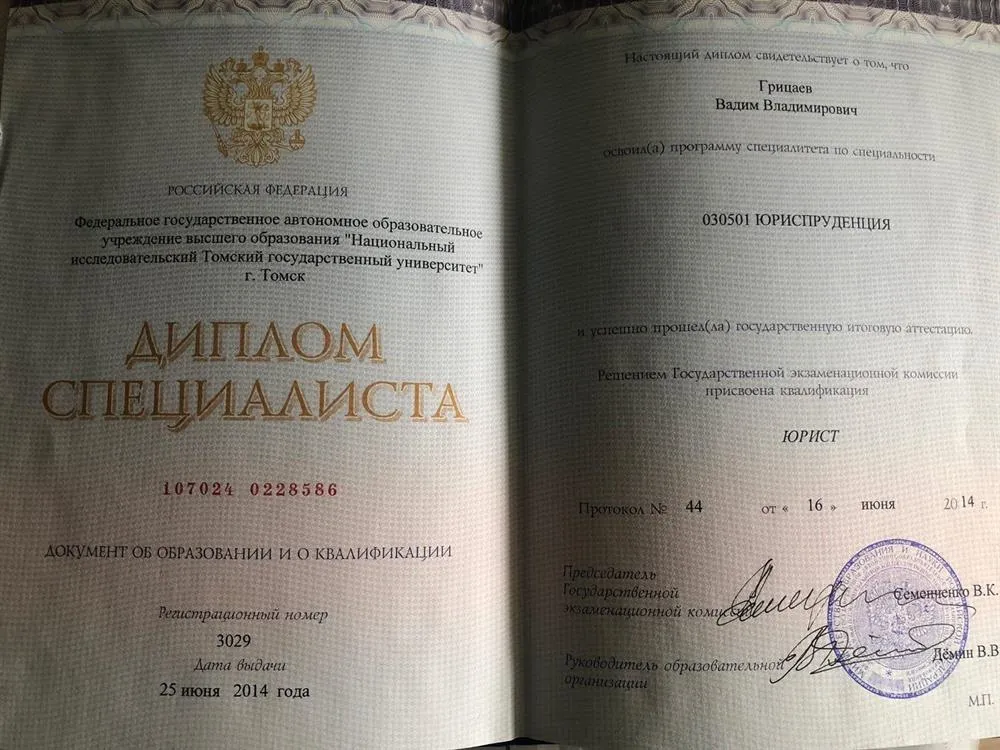 РОССИЙСКАЯ ФЕДЕРАЦИЯ
Федеральное государственное автономное образовательное
учреждение высшего образования "Национальный
исследовательский Томский государственный университет"
г. Томск
ДИПЛОМ
СПЕЦИАЛИСТА
107024 0228586
ДОКУМЕНТ ОБ ОБРАЗОВАНИИ И О КВАЛИФИКАЦИИ
Регистрационный номер
3029
Дата выдачи
25 июня 2014 года
Настоящий диплом свидетельствует о том, что
Грицаев
Вадим Владимирович
освоил(а) программу специалитета по специальности
030501 ЮРИСПРУДЕНЦИЯ
и успешно прошел(ла) государственную итоговую аттестацию.
Решением Государственной экзаменационной комиссии
присвоена квалификация
ЮРИСТ
Протокол № 44 от « 16 » июня 2014 г.
Председатель
Государственной
экзаменационной комиссии Семенченко В.К.
Руководитель образовательной
организации Дёмин В.В
М.П.